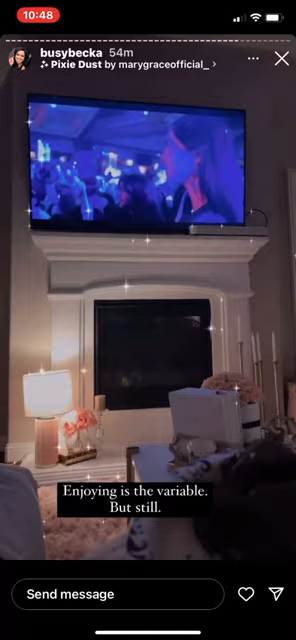 10:48
busybecka 54m
Pixie Dust by marygraceofficial_ >
Enjoying is the variable.
But still.
Send message